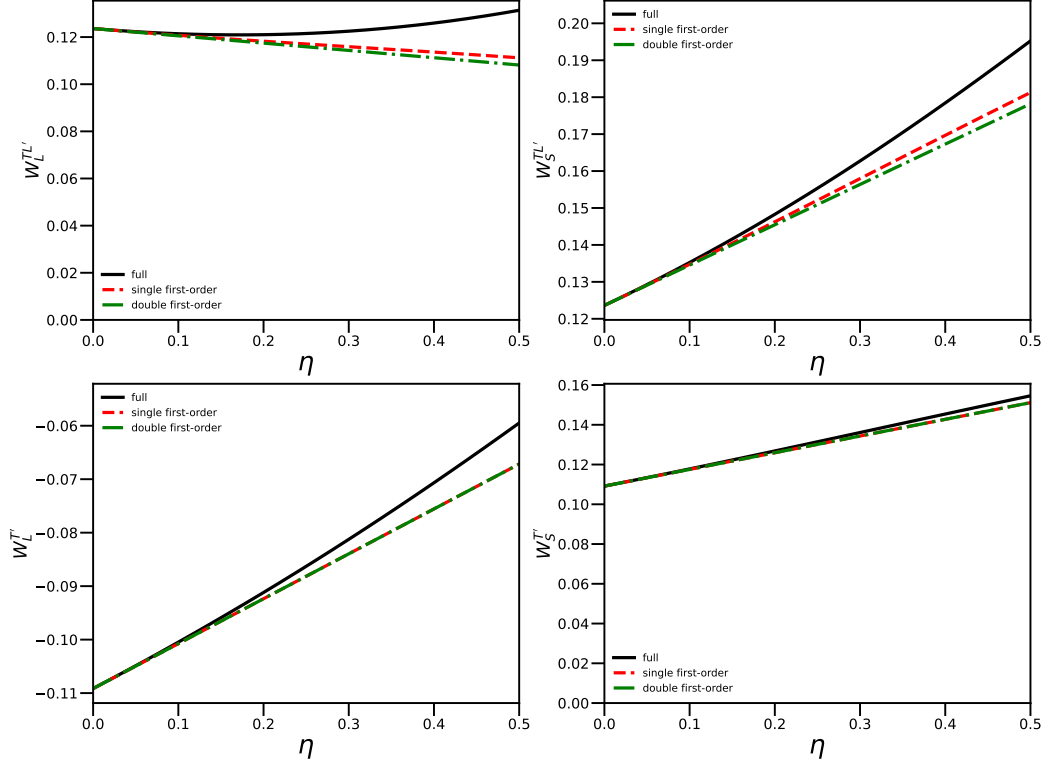 W_L^{TL'}
0.12
0.10
0.08
0.06
0.04
0.02
0.00
full
single first-order
double first-order
0.0 0.1 0.2 0.3 0.4 0.5
η
W_S^{TL'}
0.20
0.19
0.18
0.17
0.16
0.15
0.14
0.13
0.12
full
single first-order
double first-order
0.0 0.1 0.2 0.3 0.4 0.5
η
W_L^{T'}
−0.06
−0.07
−0.08
−0.09
−0.10
−0.11
full
single first-order
double first-order
0.0 0.1 0.2 0.3 0.4 0.5
η
W_S^{T'}
0.16
0.14
0.12
0.10
0.08
0.06
0.04
0.02
0.00
full
single first-order
double first-order
0.0 0.1 0.2 0.3 0.4 0.5
η